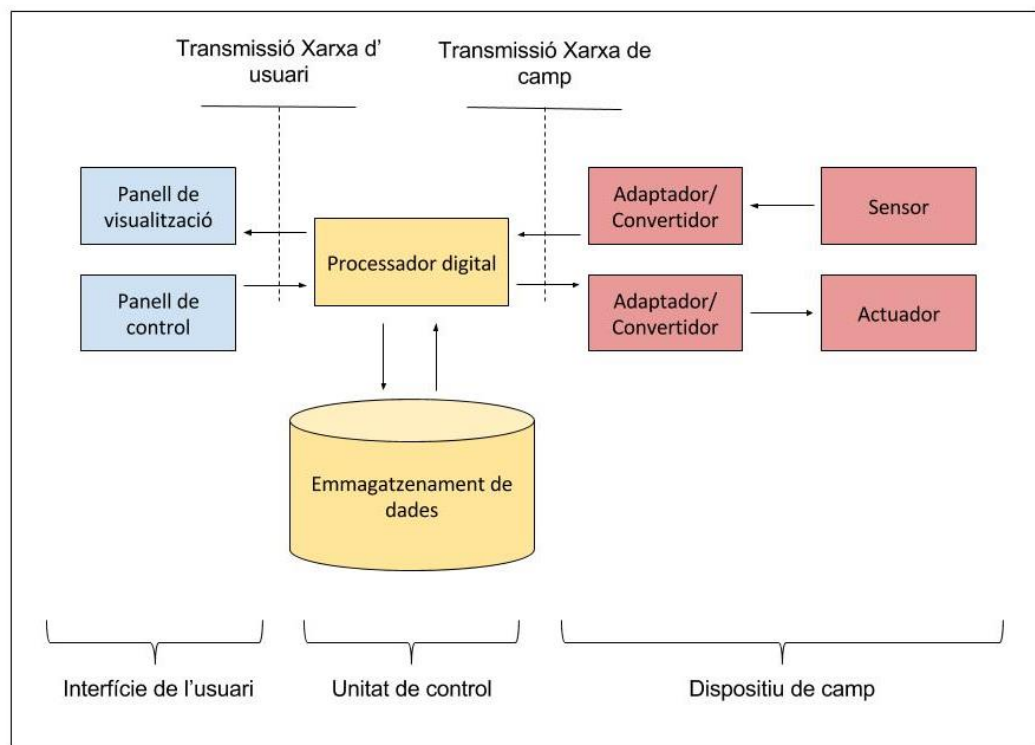 Transmissió Xarxa d'
usuari
Transmissió Xarxa de
camp
Panell de
visualització
Adaptador/
Convertidor
Sensor
Processador digital
Panell de
control
Adaptador/
Convertidor
Actuador
Emmagatzenament de
dades
Interfície de l'usuari
Unitat de control
Dispositiu de camp